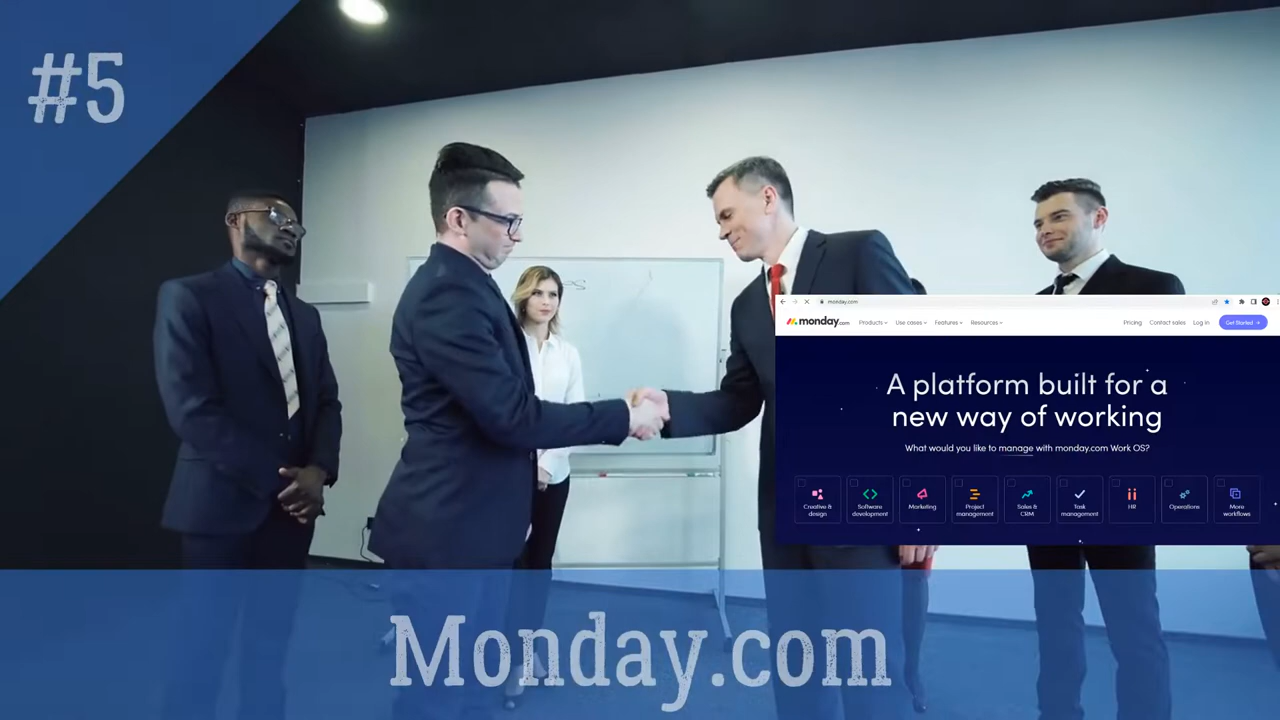 #5
monday.com
monday.com
Products
Use cases
Features
Resources
Pricing
Contact sales
Log in
Get Started →
A platform built for a
new way of working
What would you like to manage with monday.com Work OS?
Creative &
design
Software
development
Marketing
Project
management
Sales &
CRM
Task
management
HR
Operations
More
workflows
Monday.com